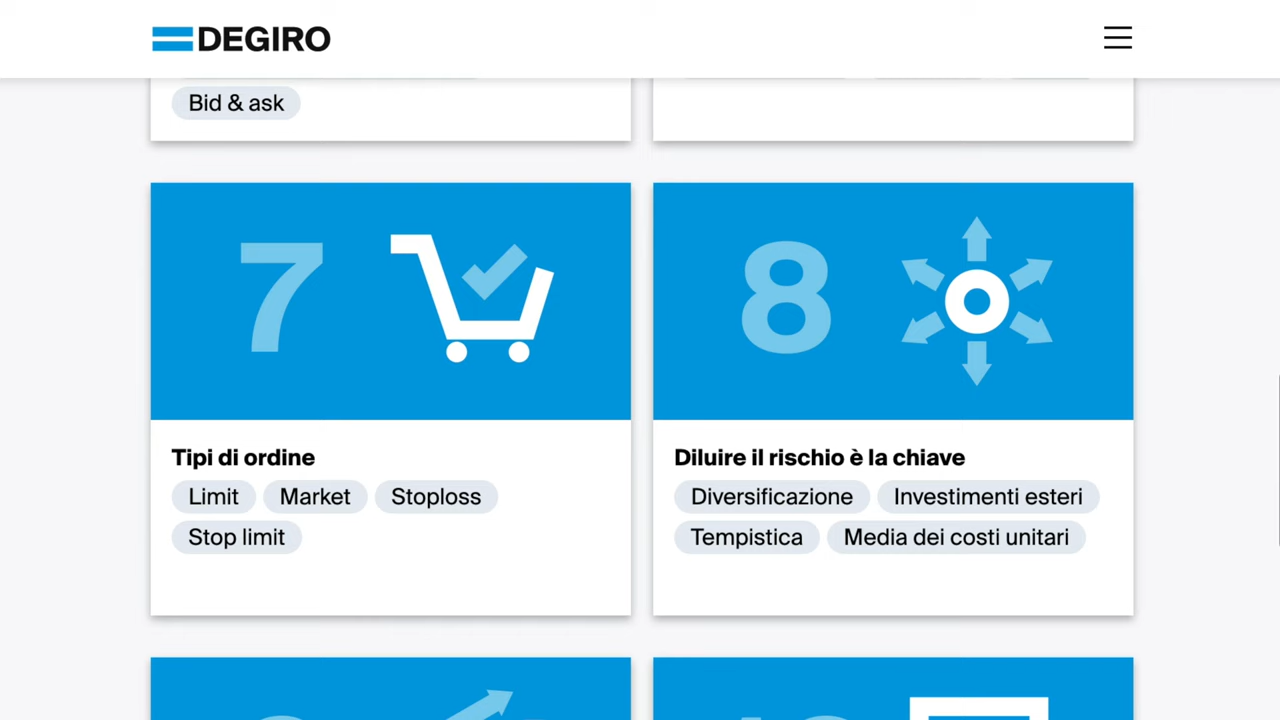 DEGIRO
Bid & ask
7
8
Tipi di ordine
Limit Market Stoploss
Stop limit
Diluire il rischio è la chiave
Diversificazione Investimenti esteri
Tempistica Media dei costi unitari